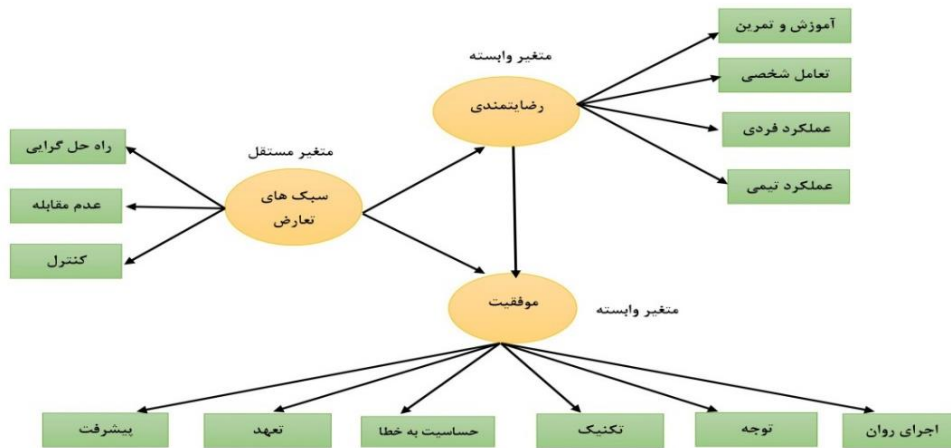 آموزش و تمرین
متغیر وابسته
تعامل شخصی
رضایتمندی
عملکرد فردی
راه حل گرایی
متغیر مستقل
عملکرد تیمی
سبک های
تعارض
عدم مقابله
کنترل
موفقیت
متغیر وابسته
اجرای روان
توجه
تکنیک
حساسیت به خطا
تعهد
پیشرفت